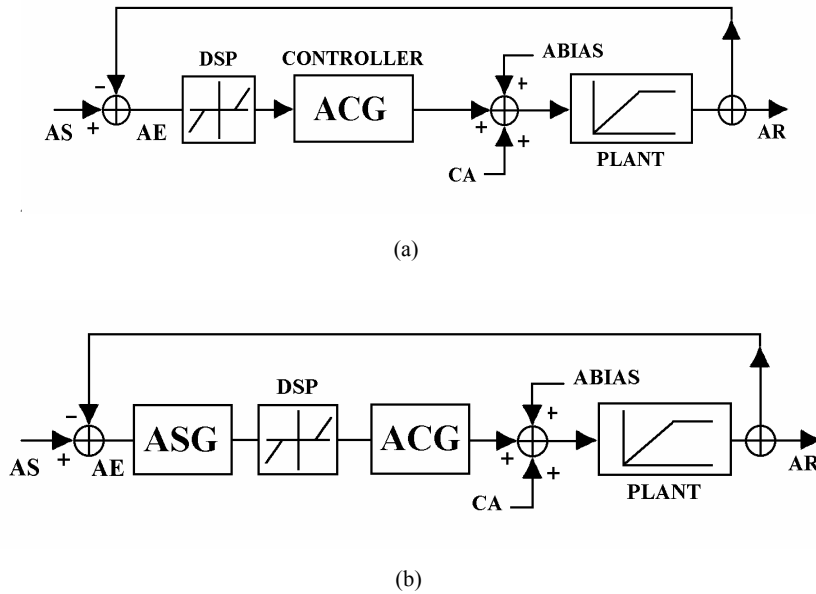 ABIAS
DSP
CONTROLLER
−
+
ACG
AS
+
AE
+
+
CA
AR
PLANT
(a)
ABIAS
DSP
−
+
ASG
ACG
AS
+
AE
+
+
CA
AR
PLANT
(b)